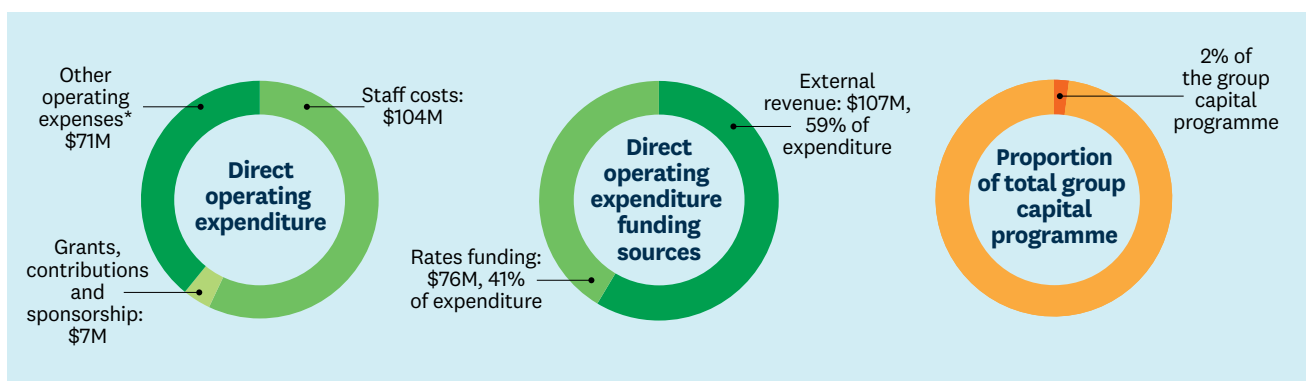 Other
operating
expenses*
$71M
Staff costs:
$104M
Direct
operating
expenditure
Grants,
contributions
and
sponsorship:
$7M
External
revenue: $107M,
59% of
expenditure
Direct
operating
expenditure
funding
sources
Rates funding:
$76M, 41%
of expenditure
2% of
the group
capital
programme
Proportion
of total group
capital
programme